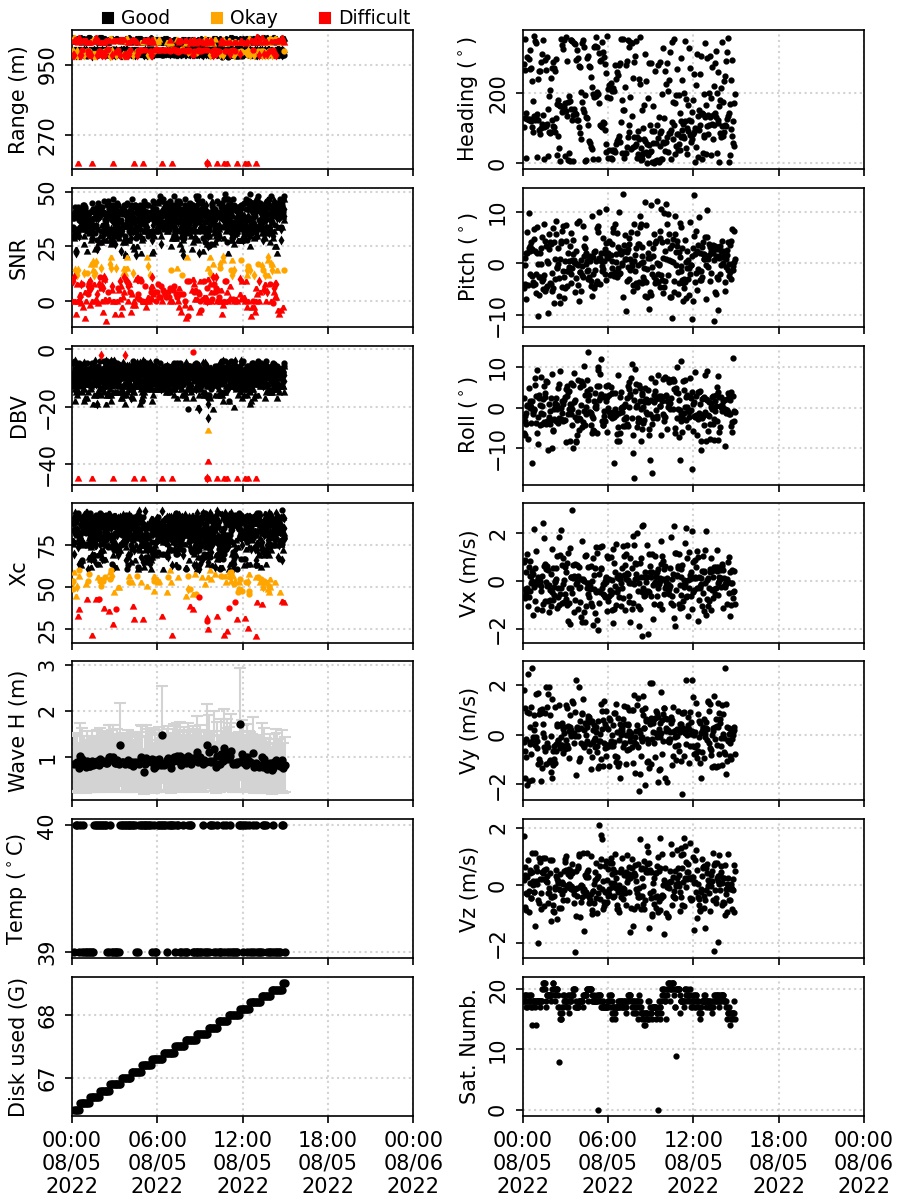 Good Okay Difficult
Range (m)
950
270
Heading (°)
200
0
SNR
50
25
0
Pitch (°)
10
0
−10
DBV
0
−20
−40
Roll (°)
10
0
−10
Xc
75
50
25
Vx (m/s)
2
0
−2
Wave H (m)
3
2
1
Vy (m/s)
2
0
−2
Temp (°C)
40
39
Vz (m/s)
2
0
−2
Disk used (G)
68
67
Sat. Numb.
20
10
0
00:00 06:00 12:00 18:00 00:00
08/05 08/05 08/05 08/05 08/06
2022 2022 2022 2022 2022
00:00 06:00 12:00 18:00 00:00
08/05 08/05 08/05 08/05 08/06
2022 2022 2022 2022 2022